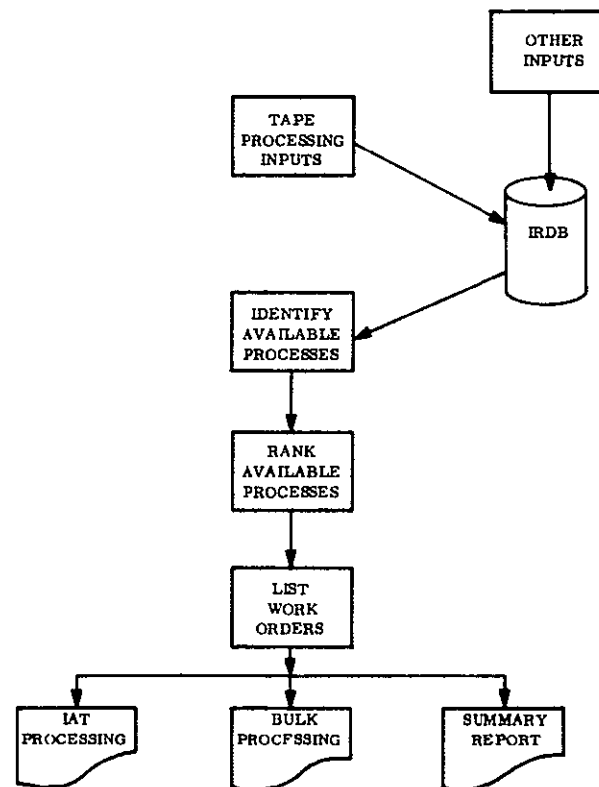 OTHER
INPUTS
TAPE
PROCESSING
INPUTS
IRDB
IDENTIFY
AVAILABLE
PROCESSES
RANK
AVAILABLE
PROCESSES
LIST
WORK
ORDERS
IAT
PROCESSING
BULK
PROCESSING
SUMMARY
REPORT